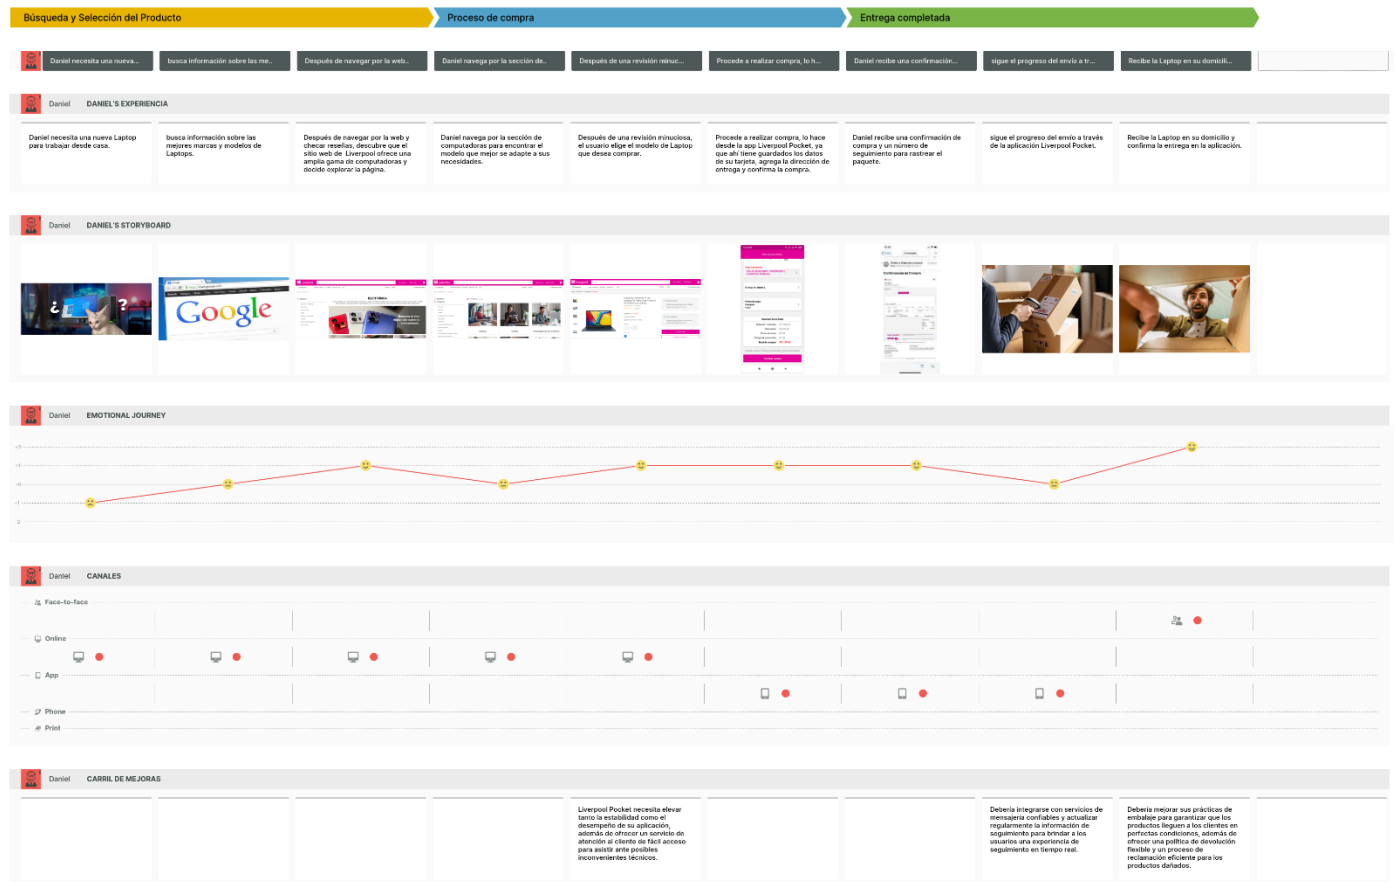 Búsqueda y Selección del Producto
Proceso de compra
Entrega completada
Daniel necesita una nueva...
busca información sobre las me..
Después de navegar por la web..
Daniel navega por la sección de..
Después de una revisión minuc...
Procede a realizar compra, lo h...
Daniel recibe una confirmación...
sigue el progreso del envío a tr...
Recibe la Laptop en su domicili...
Daniel
DANIEL'S EXPERIENCIA
Daniel necesita una nueva Laptop
para trabajar desde casa.
busca información sobre las
mejores marcas y modelos de
Laptops.
Después de navegar por la web y
checar reseñas, descubre que el
sitio web de Liverpool ofrece una
amplia gama de computadoras y
decide explorar la página.
Daniel navega por la sección de
computadoras para encontrar el
modelo que mejor se adapte a sus
necesidades.
Después de una revisión minuciosa,
el usuario elige el modelo de Laptop
que desea comprar.
Procede a realizar compra, lo hace
desde la app Liverpool Pocket, ya
que ahí tiene guardados los datos
de su tarjeta, agrega la dirección de
entrega y confirma la compra.
Daniel recibe una confirmación de
compra y un número de
seguimiento para rastrear el
paquete.
sigue el progreso del envío a través
de la aplicación Liverpool Pocket.
Recibe la Laptop en su domicilio y
confirma la entrega en la aplicación.
Daniel
DANIEL'S STORYBOARD
¿ ?
Google
Daniel
EMOTIONAL JOURNEY
Daniel
CANALES
Face-to-face
Online
App
Phone
Print
Daniel
CARRIL DE MEJORAS
Liverpool Pocket necesita elevar
tanto la estabilidad como el
desempeño de su aplicación,
además de ofrecer un servicio de
atención al cliente de fácil acceso
para asistir ante posibles
inconvenientes técnicos.
Debería integrarse con servicios de
mensajería confiables y actualizar
regularmente la información de
seguimiento para brindar a los
usuarios una experiencia de
seguimiento en tiempo real.
Debería mejorar sus prácticas de
embalaje para garantizar que los
productos lleguen a los clientes en
perfectas condiciones, además de
ofrecer una política de devolución
flexible y un proceso de
reclamación eficiente para los
productos dañados.